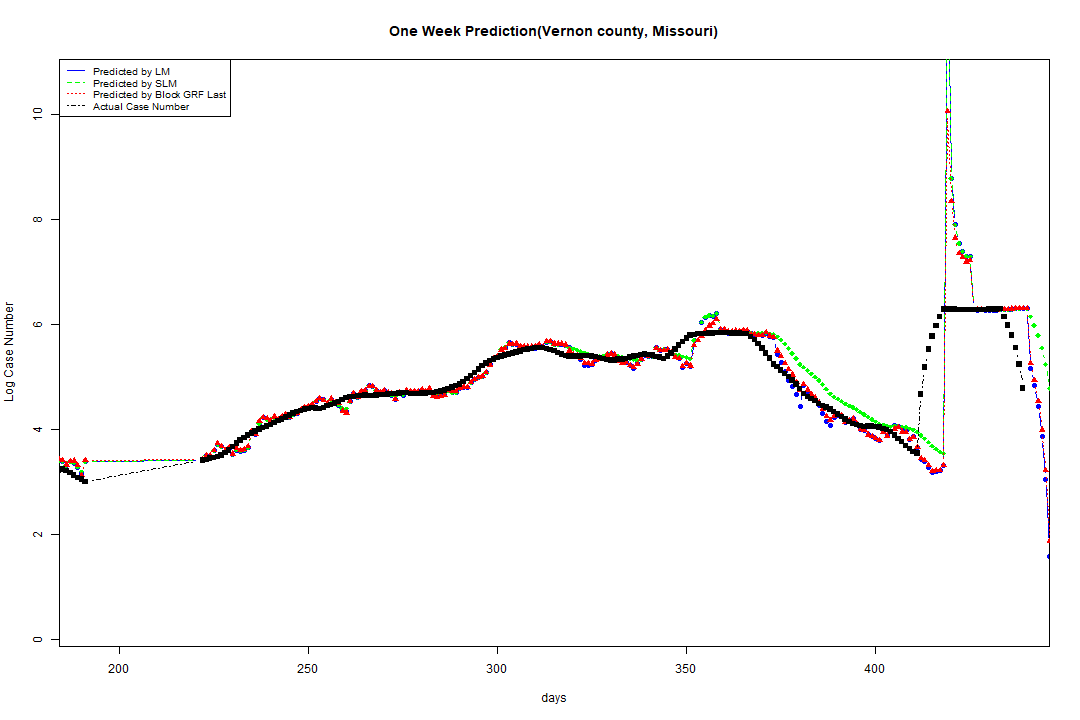 One Week Prediction(Vernon county, Missouri)
Predicted by LM
Predicted by SLM
Predicted by Block GRF Last
Actual Case Number
Log Case Number
10
8
6
4
2
0
200 250 300 350 400
days